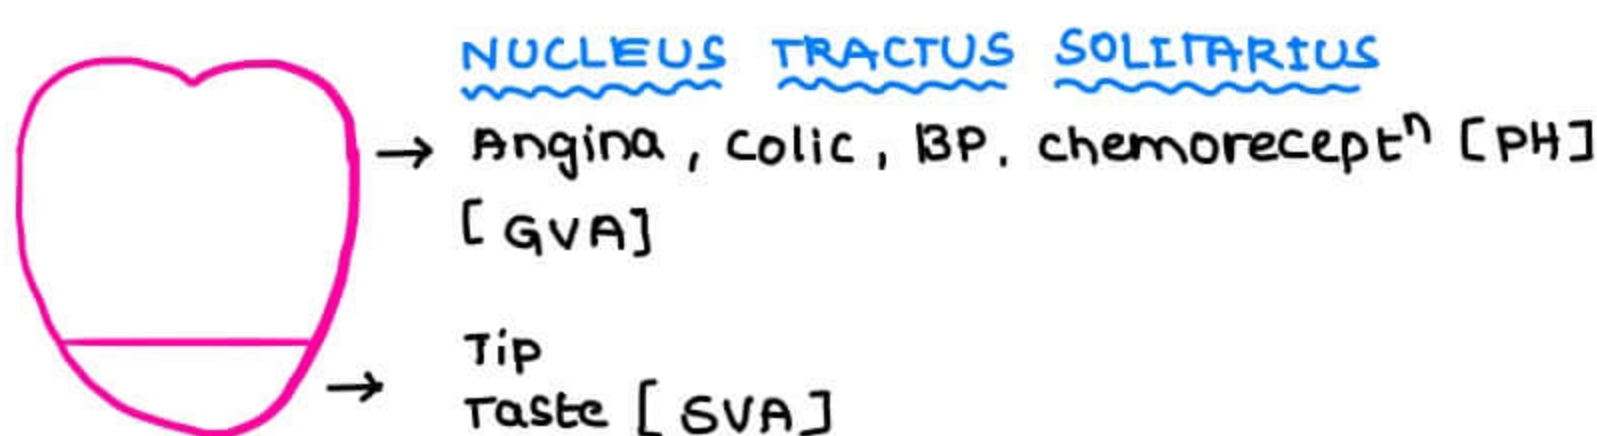 NUCLEUS TRACTUS SOLITARIUS
→ Angina, colic, BP. chemoreceptⁿ [PH]
[GVA]
Tip
→ Taste [SVA]